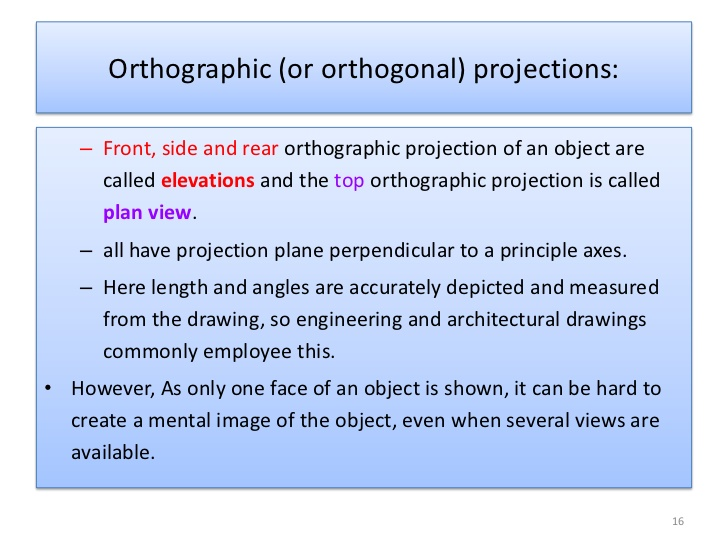 Orthographic (or orthogonal) projections:
– Front, side and rear orthographic projection of an object are
called elevations and the top orthographic projection is called
plan view.
– all have projection plane perpendicular to a principle axes.
– Here length and angles are accurately depicted and measured
from the drawing, so engineering and architectural drawings
commonly employee this.
• However, As only one face of an object is shown, it can be hard to
create a mental image of the object, even when several views are
available.
16